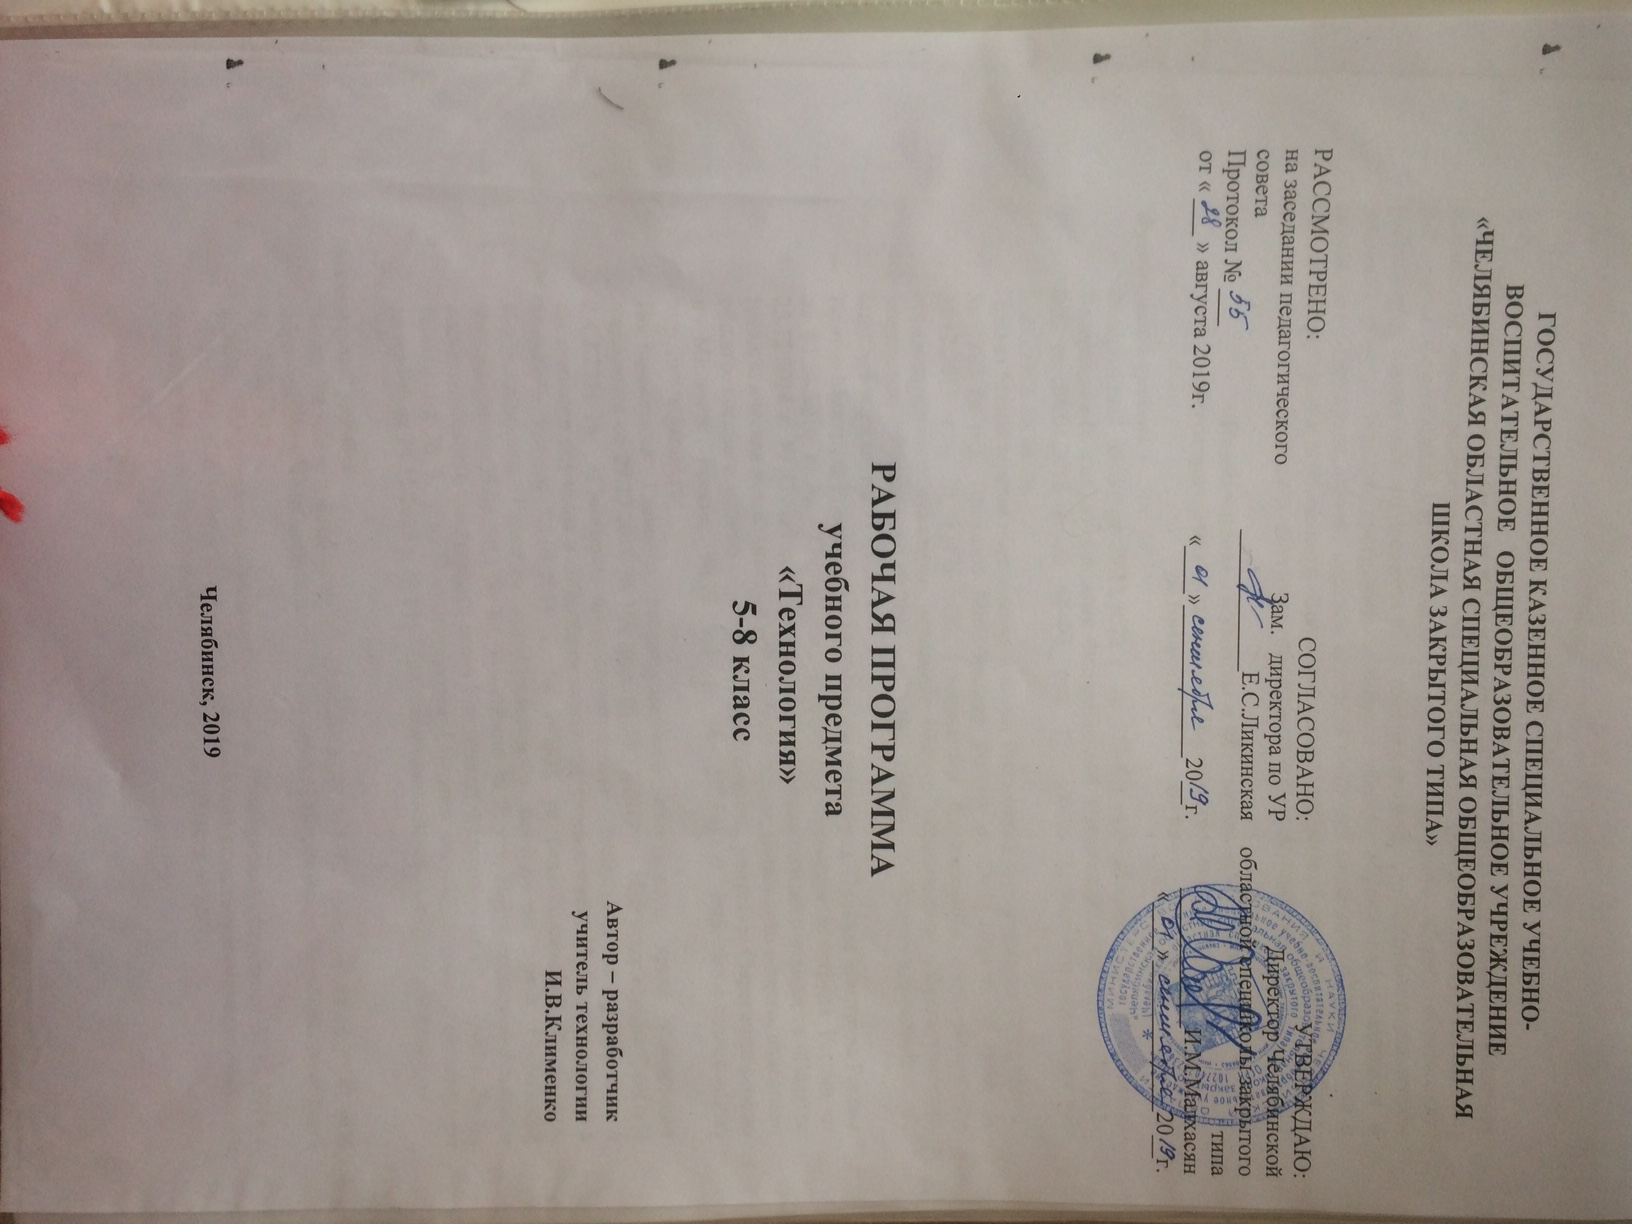 ГОСУДАРСТВЕННОЕ КАЗЕННОЕ СПЕЦИАЛЬНОЕ УЧЕБНО-
ВОСПИТАТЕЛЬНОЕ ОБЩЕОБРАЗОВАТЕЛЬНОЕ УЧРЕЖДЕНИЕ
«ЧЕЛЯБИНСКАЯ ОБЛАСТНАЯ СПЕЦИАЛЬНАЯ ОБЩЕОБРАЗОВАТЕЛЬНАЯ
ШКОЛА ЗАКРЫТОГО ТИПА»
РАССМОТРЕНО:
на заседании педагогического
совета
Протокол № 55
от « 28 » августа 2019г.
СОГЛАСОВАНО:
Зам. директора по УР
Е.С.Ликинская
« 01 » сентября 2019г.
УТВЕРЖДАЮ:
Директор Челябинской
областной спецшколы закрытого
типа
И.М.Малхасян
« 01 » сентября 2019г.
РАБОЧАЯ ПРОГРАММА
учебного предмета
«Технология»
5-8 класс
Автор – разработчик
учитель технологии
И.В.Клименко
Челябинск, 2019